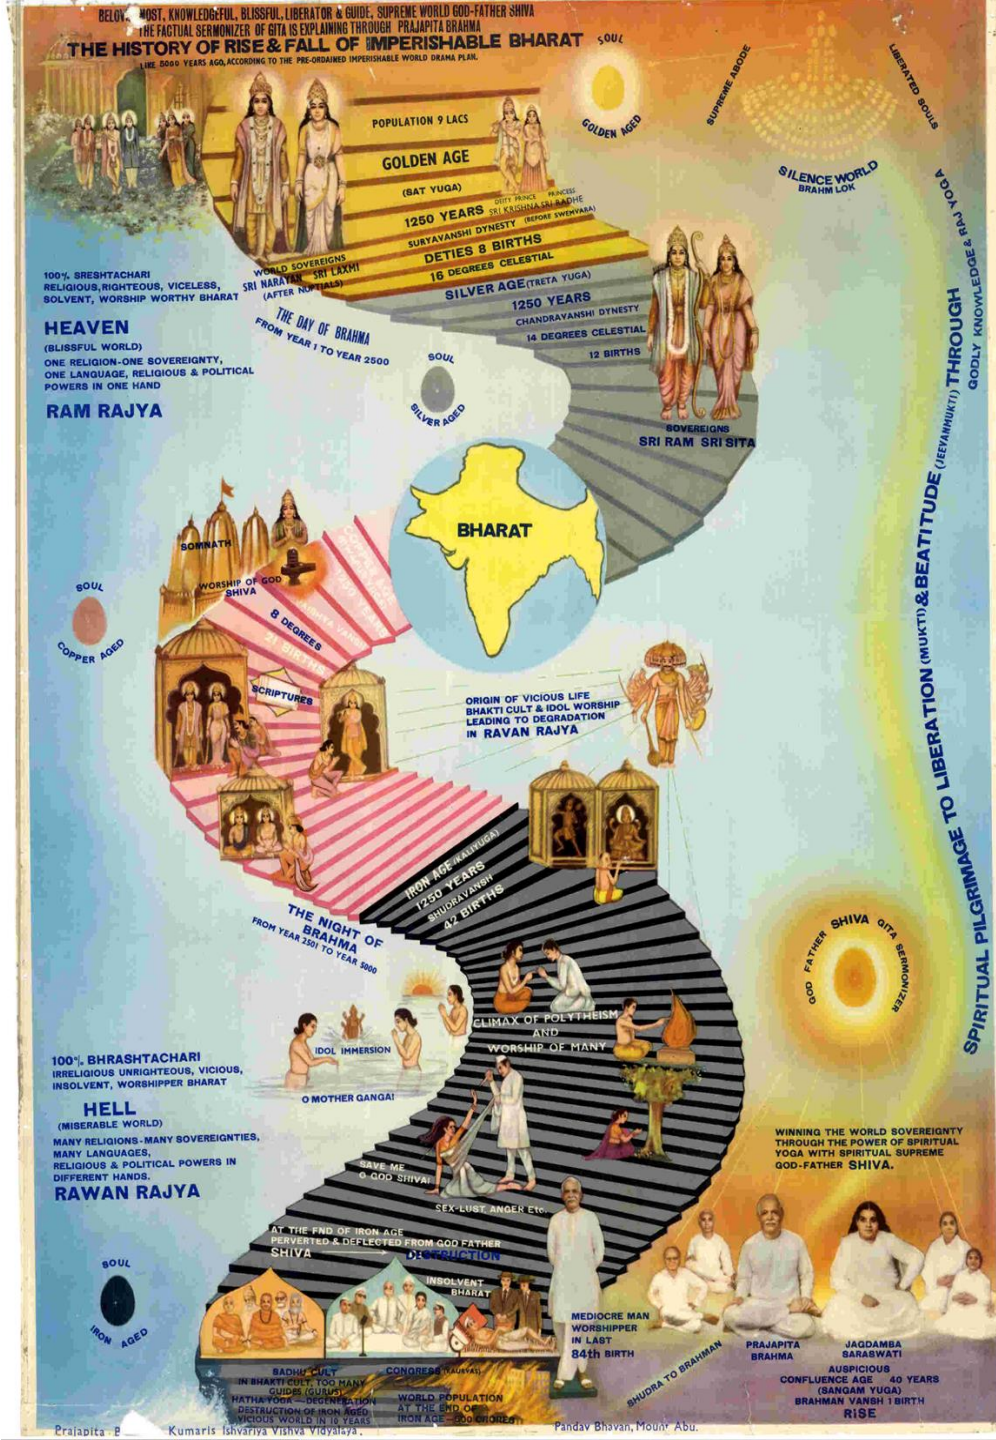 BELOV MOST, KNOWLEDGEFUL, BLISSFUL, LIBERATOR & GUIDE, SUPREME WORLD GOD-FATHER SHIVA
THE FACTUAL SERMONIZER OF GITA IS EXPLAINING THROUGH PRAJAPITA BRAHMA
THE HISTORY OF RISE & FALL OF IMPERISHABLE BHARAT
LIKE 5000 YEARS AGO, ACCORDING TO THE PRE-ORDAINED IMPERISHABLE WORLD DRAMA PLAN.
SOUL
GOLDEN AGED
SUPREME ABODE
LIBERATED SOULS
SILENCE WORLD
BRAHM LOK
POPULATION 9 LACS
GOLDEN AGE
(SAT YUGA)
1250 YEARS
DEITY PRINCE PRINCESS
SRI KRISHNA SRI RADHE
(BEFORE SWEMVARA)
SURYAVANSHI DYNESTY
DETIES 8 BIRTHS
16 DEGREES CELESTIAL
WORLD SOVEREIGNS
SRI NARAYAN SRI LAXMI
(AFTER NUPTIALS)
SILVER AGE (TRETA YUGA)
1250 YEARS
CHANDRAVANSHI DYNESTY
14 DEGREES CELESTIAL
12 BIRTHS
100% SRESHTACHARI
RELIGIOUS, RIGHTEOUS, VICELESS,
SOLVENT, WORSHIP WORTHY BHARAT
HEAVEN
(BLISSFUL WORLD)
ONE RELIGION-ONE SOVEREIGNTY,
ONE LANGUAGE, RELIGIOUS & POLITICAL
POWERS IN ONE HAND
RAM RAJYA
THE DAY OF BRAHMA
FROM YEAR 1 TO YEAR 2500
SOUL
SILVER AGED
SOVEREIGNS
SRI RAM SRI SITA
BHARAT
SOMNATH
WORSHIP OF GOD
SHIVA
8 DEGREES
21 BIRTHS
SCRIPTURES
SOUL
COPPER AGED
ORIGIN OF VICIOUS LIFE
BHAKTI CULT & IDOL WORSHIP
LEADING TO DEGRADATION
IN RAVAN RAJYA
IRON AGE (KALIYUGA)
1250 YEARS
SHUDRAVANSH
42 BIRTHS
THE NIGHT OF
BRAHMA
FROM YEAR 2501 TO YEAR 5000
SPIRITUAL PILGRIMAGE TO LIBERATION (MUKTI) & BEATITUDE (JEEVANMUKTI) THROUGH
GODLY KNOWLEDGE & RAJ YOGA
GOD FATHER SHIVA GITA SERMONIZER
CLIMAX OF POLYTHEISM
AND
WORSHIP OF MANY
IDOL IMMERSION
O MOTHER GANGA!
100% BHRASHTACHARI
IRRELIGIOUS UNRIGHTEOUS, VICIOUS,
INSOLVENT, WORSHIPPER BHARAT
HELL
(MISERABLE WORLD)
MANY RELIGIONS-MANY SOVEREIGNTIES,
MANY LANGUAGES,
RELIGIOUS & POLITICAL POWERS IN
DIFFERENT HANDS.
RAWAN RAJYA
SAVE ME
O GOD SHIVA!
SEX-LUST, ANGER Etc.
WINNING THE WORLD SOVEREIGNTY
THROUGH THE POWER OF SPIRITUAL
YOGA WITH SPIRITUAL SUPREME
GOD-FATHER SHIVA.
AT THE END OF IRON AGE
PERVERTED & DEFLECTED FROM GOD FATHER
SHIVA
DESTRUCTION
INSOLVENT
BHARAT
SOUL
IRON AGED
MEDIOCRE MAN
WORSHIPPER
IN LAST
84th BIRTH
SHUDRA TO BRAHMAN
PRAJAPITA
BRAHMA
JAGDAMBA
SARASWATI
AUSPICIOUS
CONFLUENCE AGE 40 YEARS
(SANGAM YUGA)
BRAHMAN VANSH 1 BIRTH
RISE
SADHU CULT
IN BHAKTI CULT, TOO MANY
GUIDES (GURUS)
HATHA YOGA - DEGENERATION
DESTRUCTION OF IRON AGED
VICIOUS WORLD IN 10 YEARS
CONGRESS (KAURVAS)
WORLD POPULATION
AT THE END OF
IRON AGE - 500 CRORES
Prajapita B Kumaris Ishvariya Vishva Vidyalaya.
Pandav Bhavan, Mount Abu.